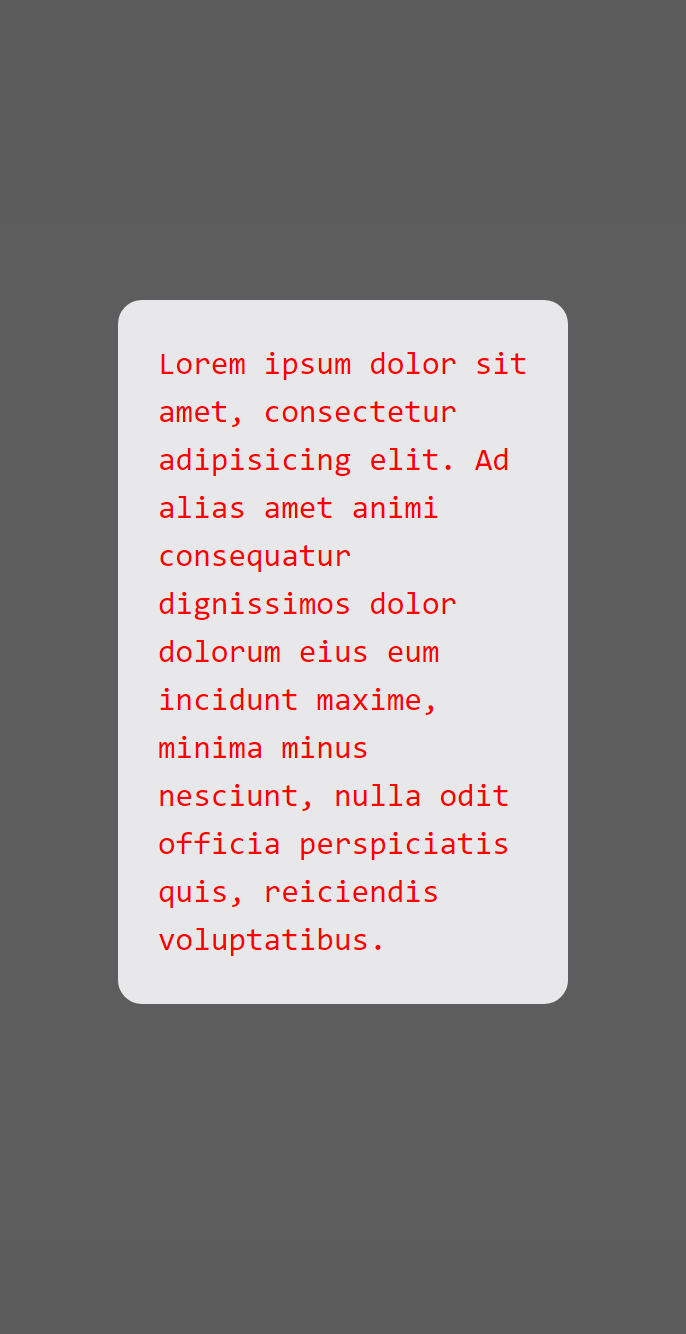 Lorem ipsum dolor sit
amet, consectetur
adipisicing elit. Ad
alias amet animi
consequatur
dignissimos dolor
dolorum eius eum
incidunt maxime,
minima minus
nesciunt, nulla odit
officia perspiciatis
quis, reiciendis
voluptatibus.